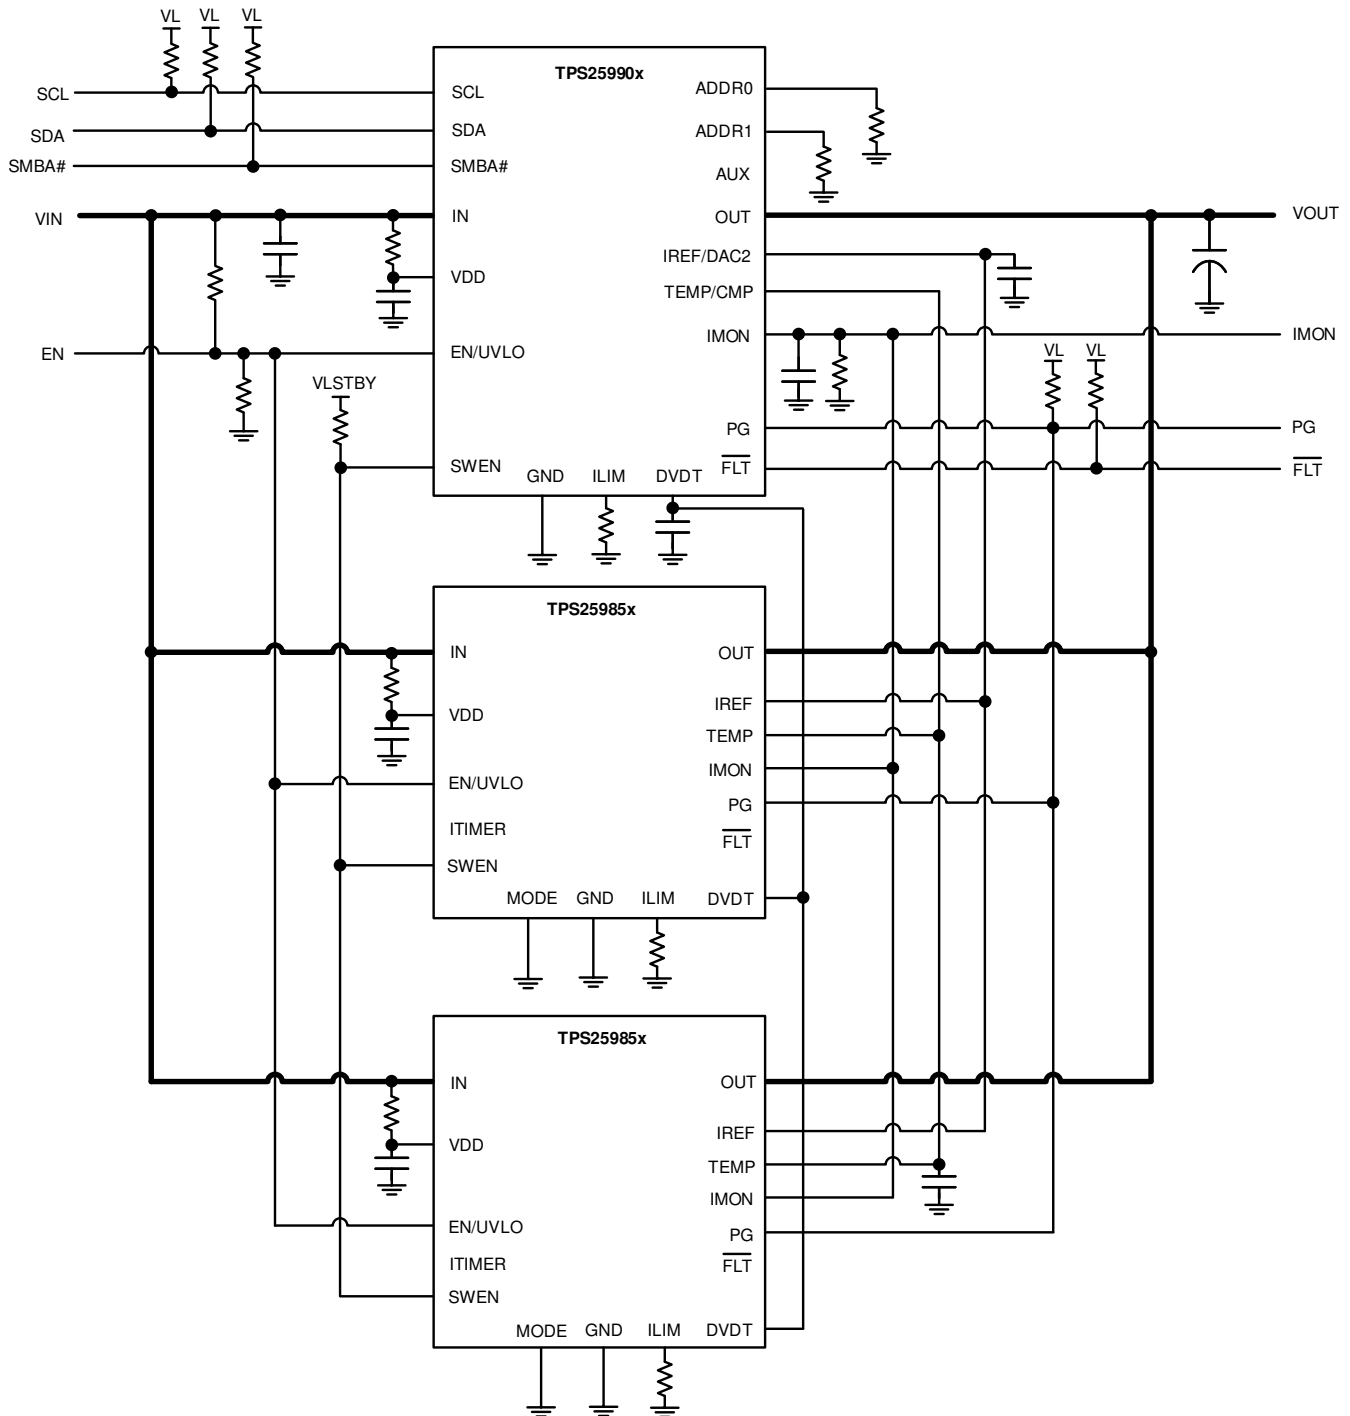 VL VL VL
TPS25990x
SCL
SCL
ADDR0
SDA
SDA
ADDR1
SMBA#
SMBA#
AUX
VIN
IN
OUT
VOUT
IREF/DAC2
VDD
TEMP/CMP
IMON
IMON
EN
EN/UVLO
VL VL
VLSTBY
PG
PG
SWEN
FLT
FLT
GND ILIM DVDT
TPS25985x
IN
OUT
IREF
VDD
TEMP
IMON
EN/UVLO
PG
ITIMER
FLT
SWEN
MODE GND ILIM DVDT
TPS25985x
IN
OUT
IREF
VDD
TEMP
IMON
EN/UVLO
PG
ITIMER
FLT
SWEN
MODE GND ILIM DVDT